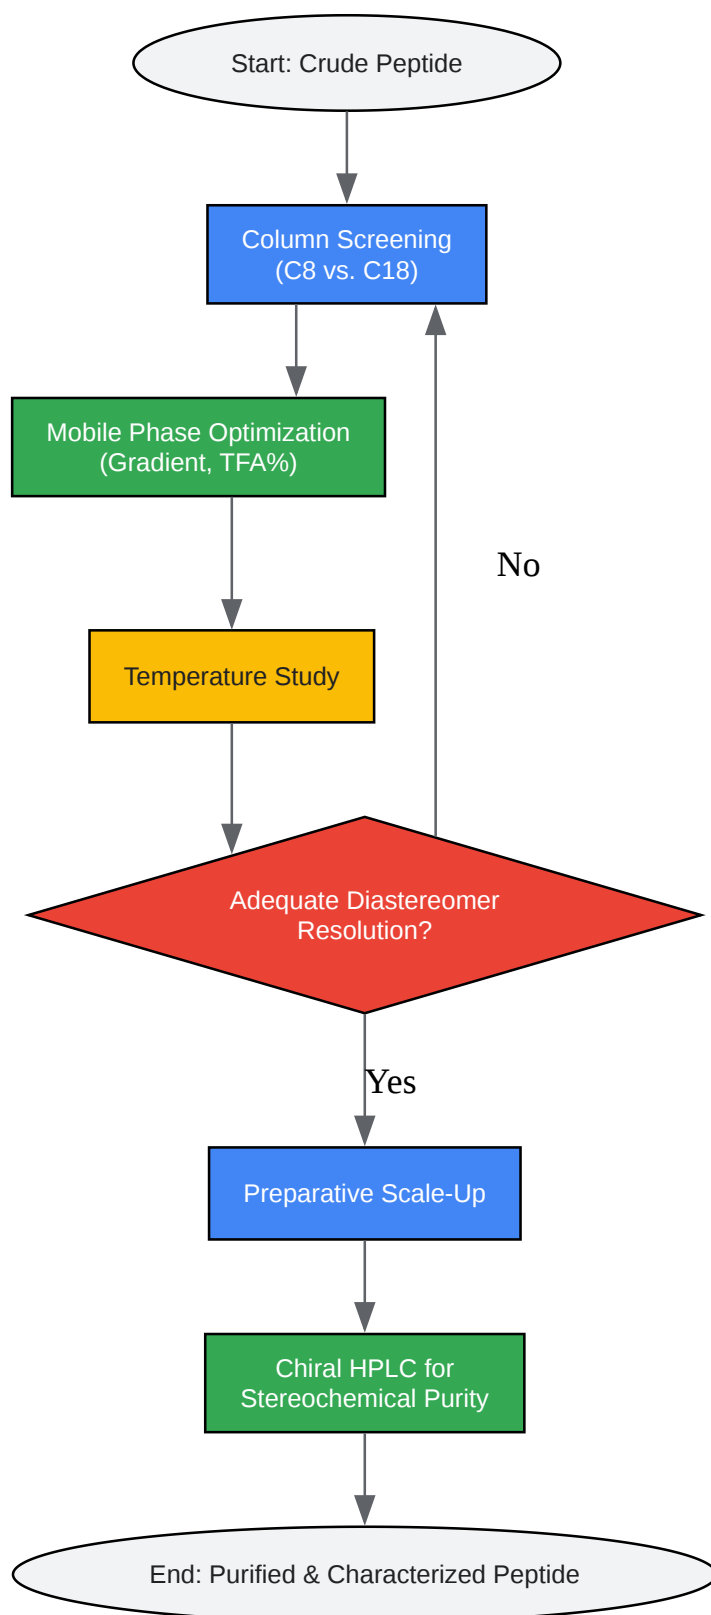 Start: Crude Peptide
Column Screening
(C8 vs. C18)
Mobile Phase Optimization
(Gradient, TFA%)
No
Temperature Study
Adequate Diastereomer
Resolution?
Yes
Preparative Scale-Up
Chiral HPLC for
Stereochemical Purity
End: Purified & Characterized Peptide